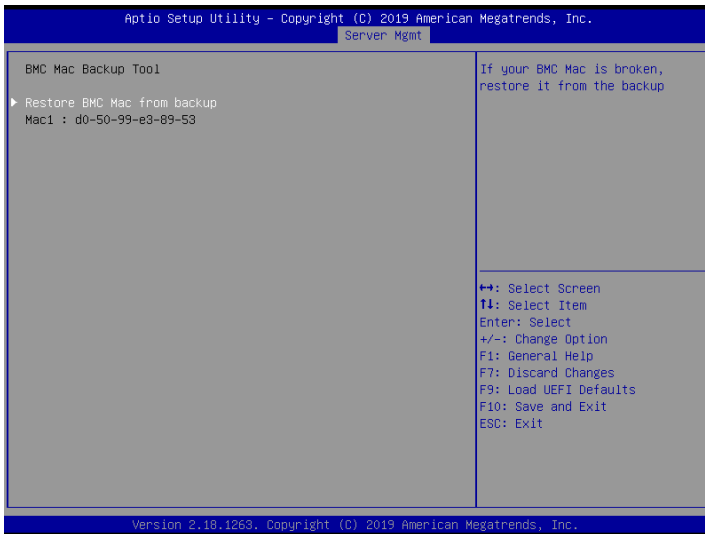 Aptio Setup Utility – Copyright (C) 2019 American Megatrends, Inc.
Server Mgmt
BMC Mac Backup Tool
Restore BMC Mac from backup
Mac1 : d0-50-99-e3-89-53
If your BMC Mac is broken,
restore it from the backup
↔: Select Screen
↑↓: Select Item
Enter: Select
+/-: Change Option
F1: General Help
F7: Discard Changes
F9: Load UEFI Defaults
F10: Save and Exit
ESC: Exit
Version 2.18.1263. Copyright (C) 2019 American Megatrends, Inc.